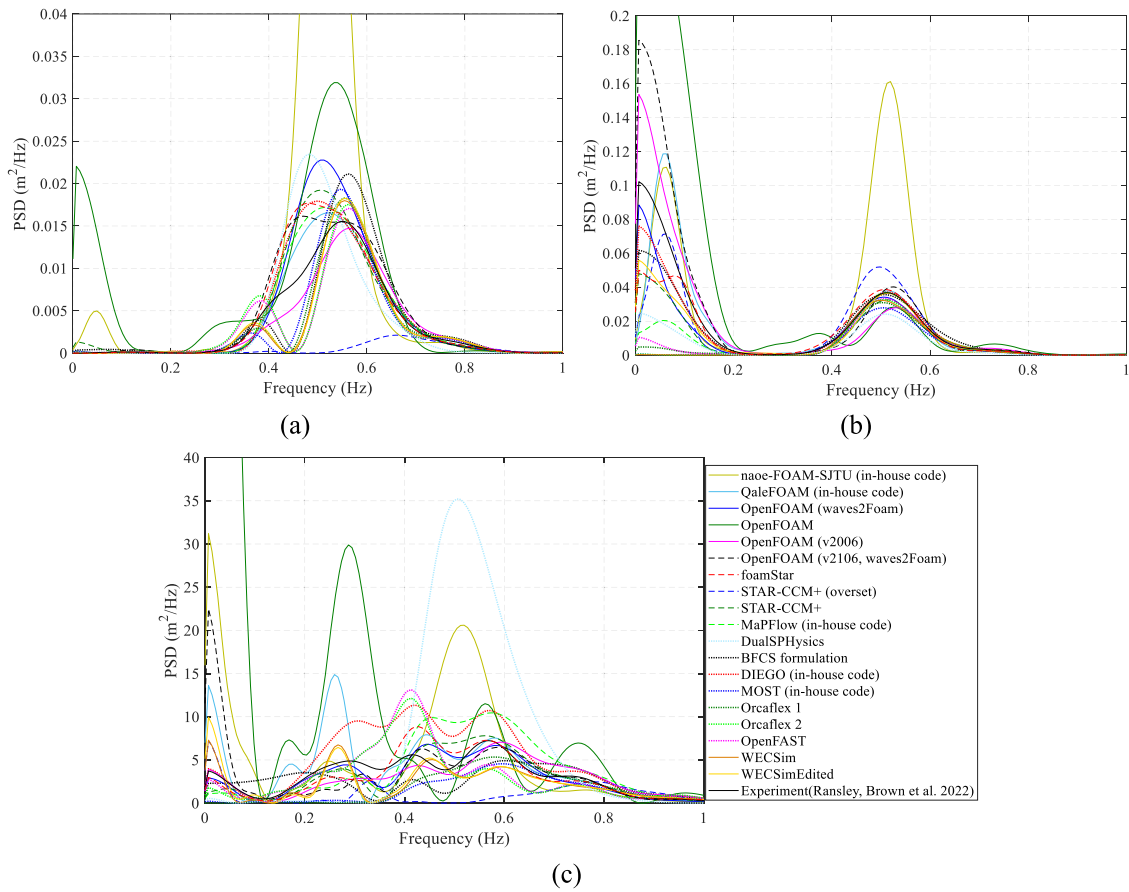 0.04
0.035
0.03
0.025
0.02
0.015
0.01
0.005
0
PSD (m²/Hz)
0 0.2 0.4 0.6 0.8 1
Frequency (Hz)
(a)
0.2
0.18
0.16
0.14
0.12
0.1
0.08
0.06
0.04
0.02
0
PSD (m²/Hz)
0 0.2 0.4 0.6 0.8 1
Frequency (Hz)
(b)
40
35
30
25
20
15
10
5
0
PSD (m²/Hz)
0 0.2 0.4 0.6 0.8 1
Frequency (Hz)
naoe-FOAM-SJTU (in-house code)
QaleFOAM (in-house code)
OpenFOAM (waves2Foam)
OpenFOAM
OpenFOAM (v2006)
OpenFOAM (v2106, waves2Foam)
foamStar
STAR-CCM+ (overset)
STAR-CCM+
MaPFlow (in-house code)
DualSPHysics
BFCS formulation
DIEGO (in-house code)
MOST (in-house code)
Orcaflex 1
Orcaflex 2
OpenFAST
WECSim
WECSimEdited
Experiment(Ransley, Brown et al. 2022)
(c)